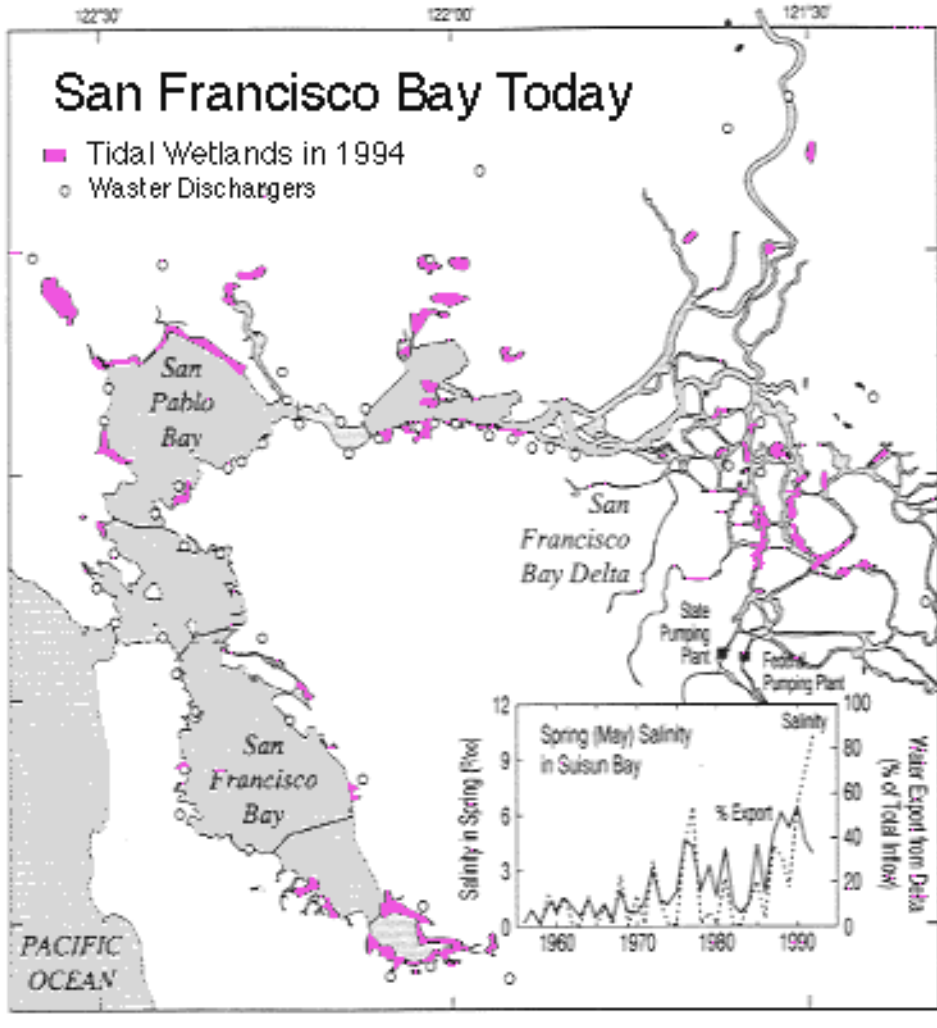 122°30'
122°00'
121°30'
San Francisco Bay Today
Tidal Wetlands in 1994
Waster Dischargers
San
Pablo
Bay
San
Francisco
Bay Delta
State
Pumping
Plant
Federal
Pumping Plant
San
Francisco
Bay
PACIFIC
OCEAN
Spring (May) Salinity
in Suisun Bay
Salinity
% Export
Salinity in Spring (‰)
12
9
6
3
0
Water Export from Delta
(% of Total Inflow)
100
80
60
40
20
0
1960
1970
1980
1990